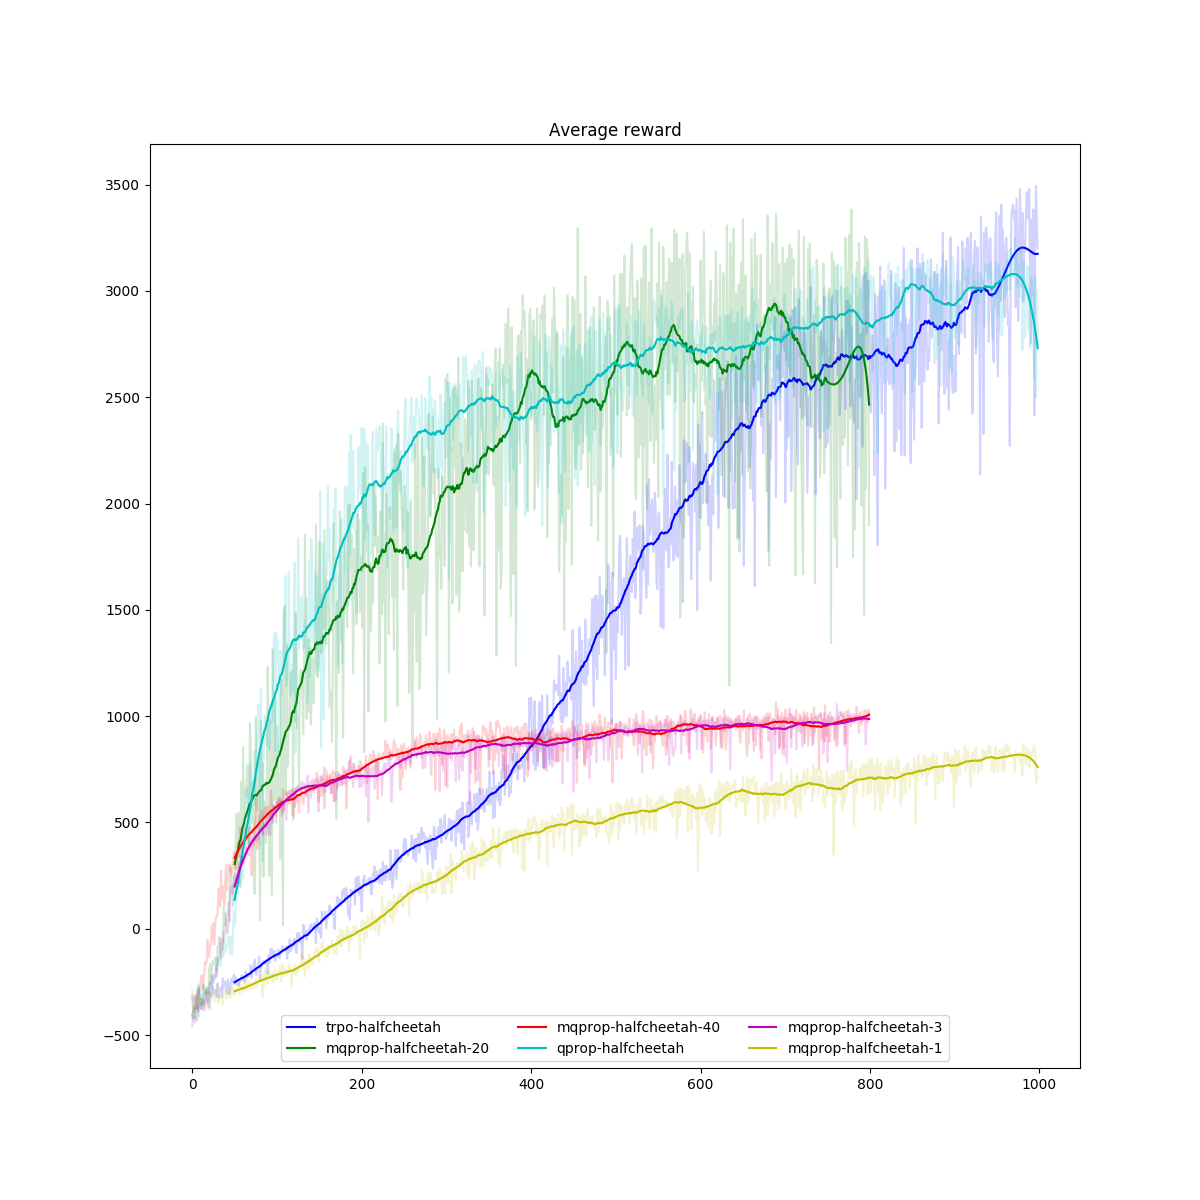 Average reward
3500
3000
2500
2000
1500
1000
500
0
−500
trpo-halfcheetah
mqprop-halfcheetah-20
mqprop-halfcheetah-40
qprop-halfcheetah
mqprop-halfcheetah-3
mqprop-halfcheetah-1
0 200 400 600 800 1000